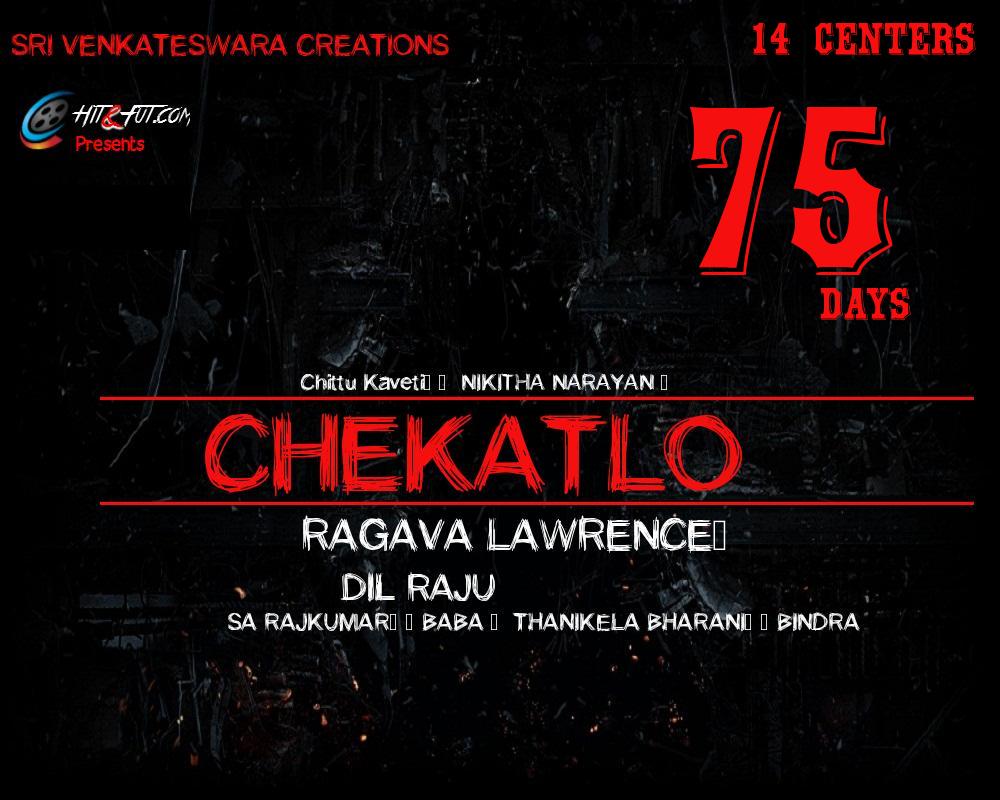 SRI VENKATESWARA CREATIONS
14 CENTERS
HIT&FUT.COM
Presents
75
DAYS
Chittu Kaveti▯ ▯ NIKITHA NARAYAN ▯
CHEKATLO
RAGAVA LAWRENCE▯
DIL RAJU
SA RAJKUMAR▯ ▯ BABA ▯ THANIKELA BHARANI▯ ▯ BINDRA